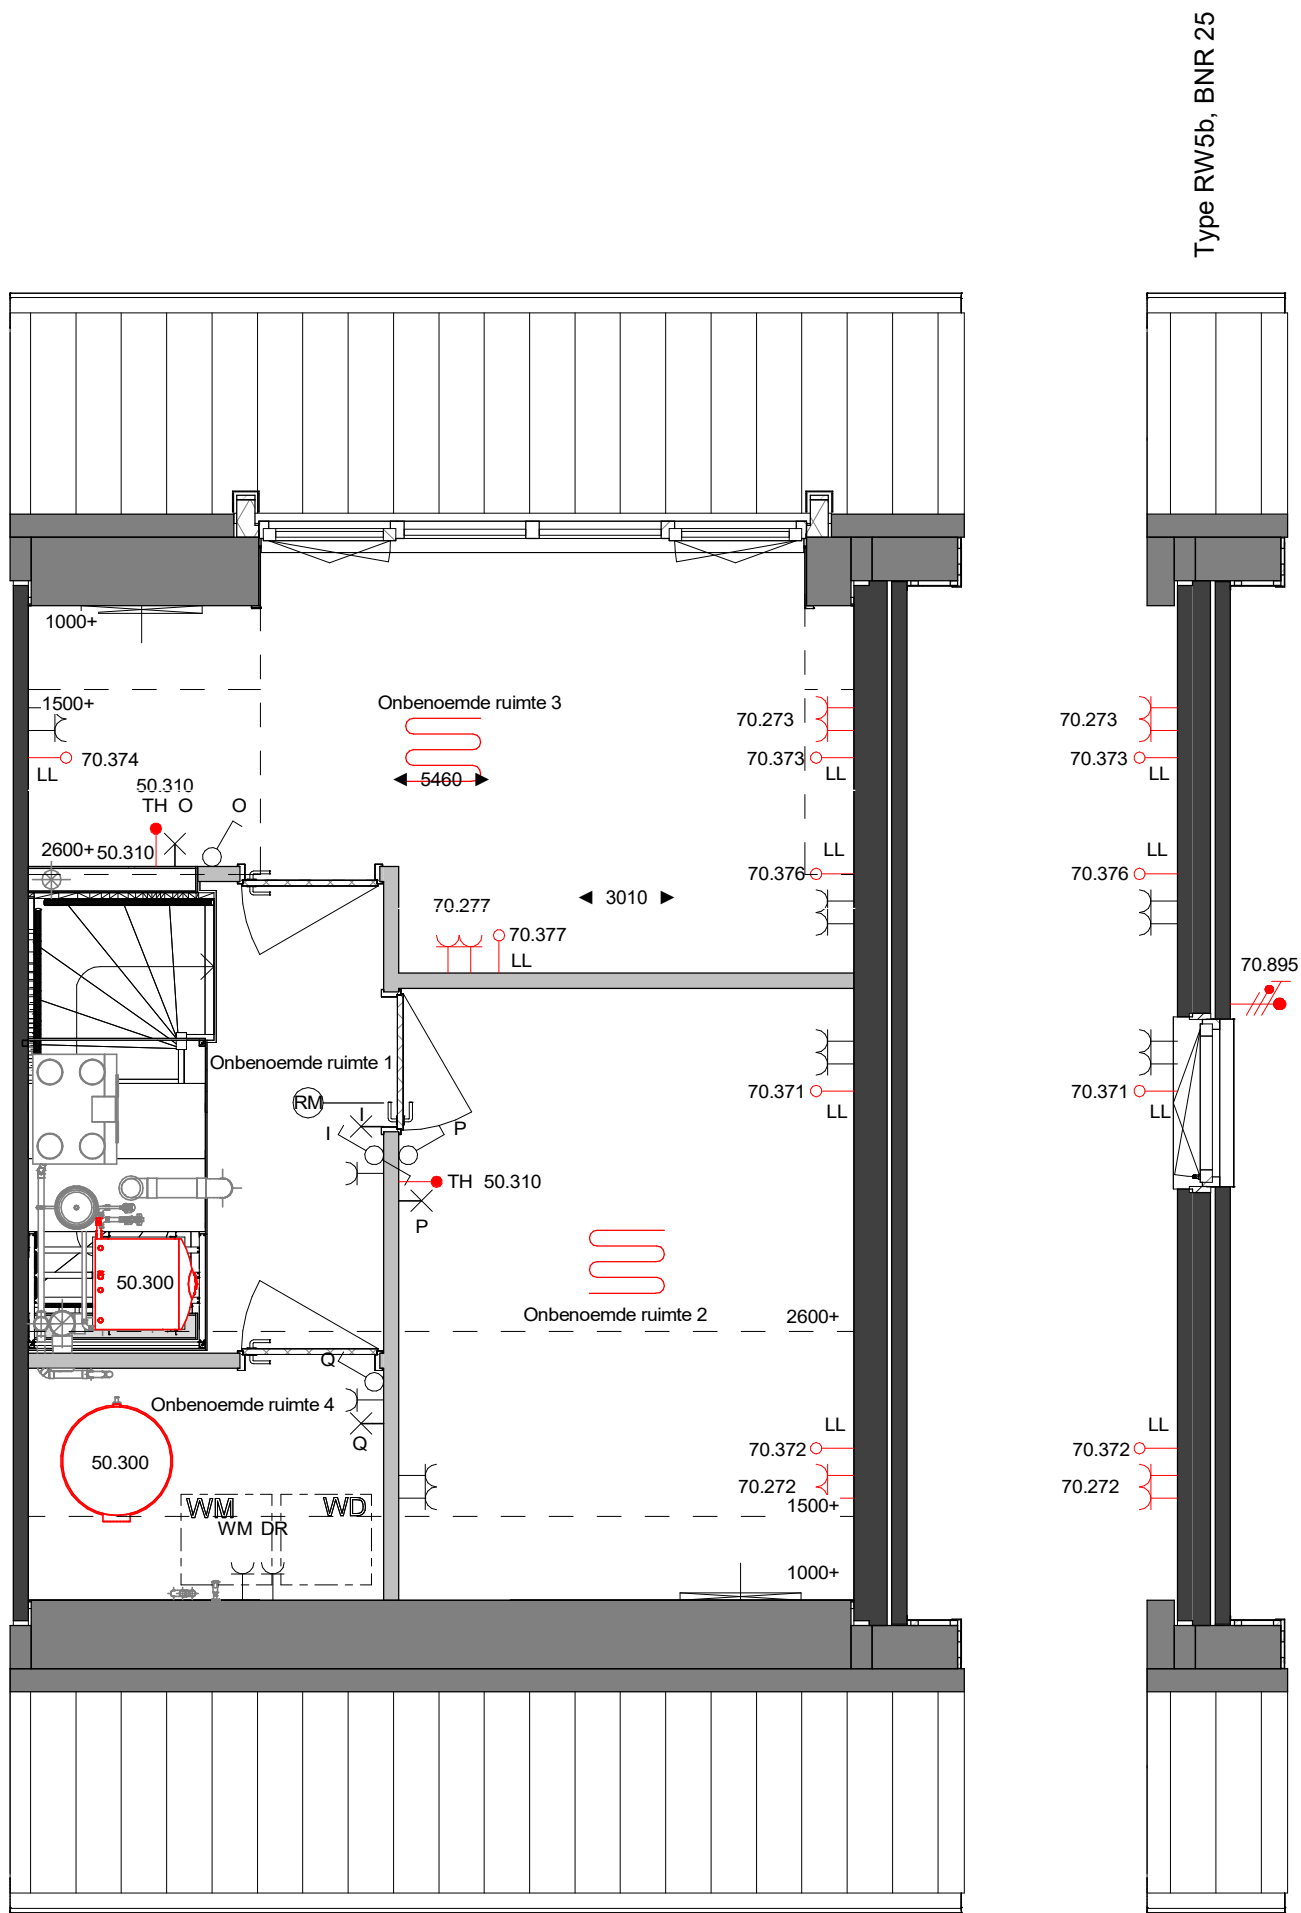 Type RW5b, BNR 25
1000+
1500+
Onbenoemde ruimte 3
70.273
70.273
70.374
LL
5460
70.373
LL
70.373
LL
50.310
TH O
O
2600+
50.310
LL
70.376
LL
70.376
3010
70.277
70.377
LL
70.895
Onbenoemde ruimte 1
RM
I
I
P
70.371
LL
70.371
LL
TH 50.310
P
50.300
Onbenoemde ruimte 2
2600+
Q
Onbenoemde ruimte 4
Q
50.300
LL
70.372
LL
70.372
70.272
70.272
1500+
WM
WD
WM DR
1000+